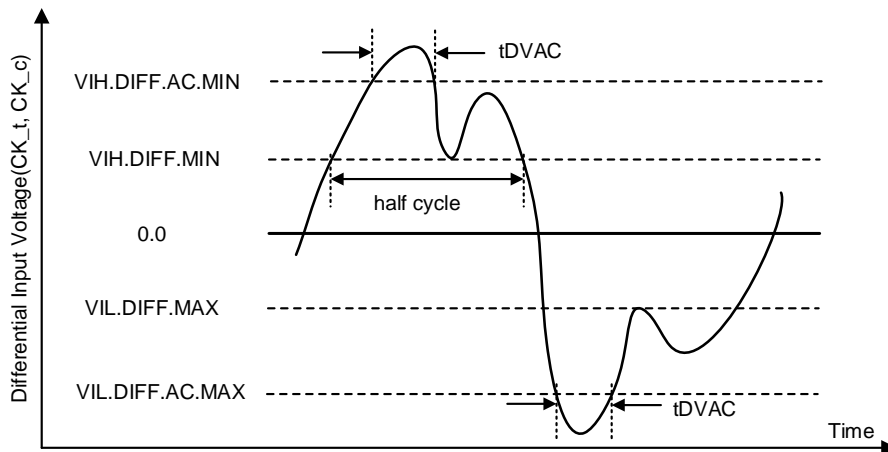 Differential Input Voltage(CK_t, CK_c)
tDVAC
VIH.DIFF.AC.MIN
VIH.DIFF.MIN
half cycle
0.0
VIL.DIFF.MAX
VIL.DIFF.AC.MAX
tDVAC
Time